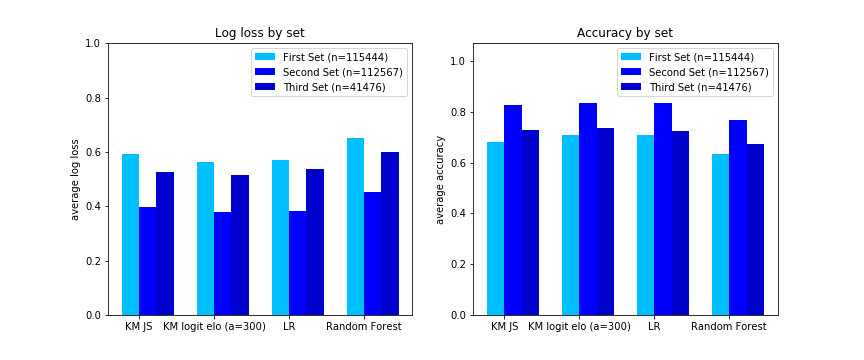 Log loss by set
First Set (n=115444)
Second Set (n=112567)
Third Set (n=41476)
average log loss
1.0
0.8
0.6
0.4
0.2
0.0
KM JS
KM logit elo (a=300)
LR
Random Forest
Accuracy by set
First Set (n=115444)
Second Set (n=112567)
Third Set (n=41476)
average accuracy
1.0
0.8
0.6
0.4
0.2
0.0
KM JS
KM logit elo (a=300)
LR
Random Forest